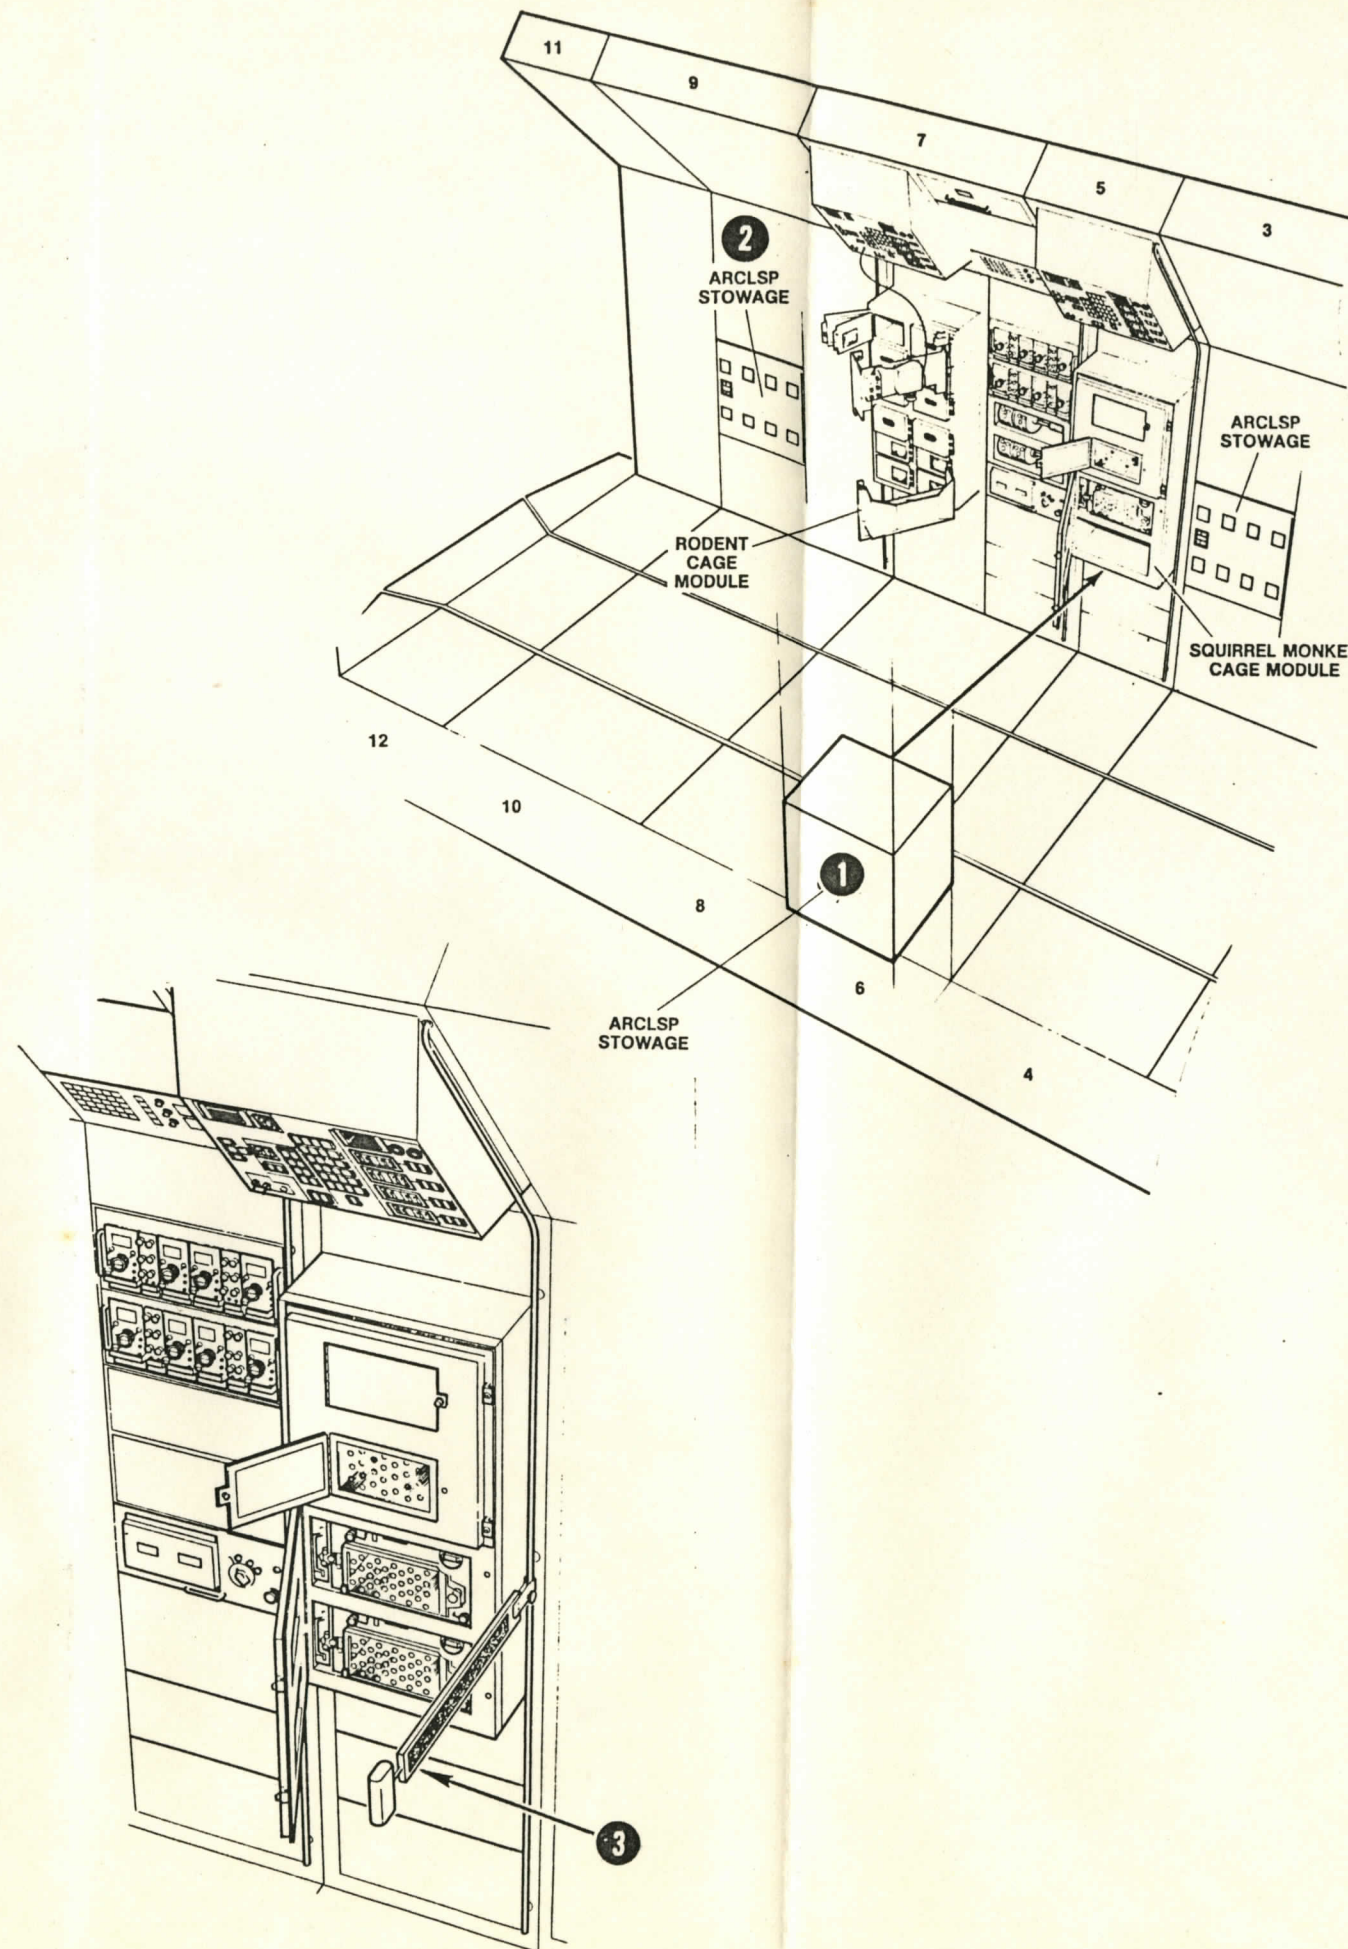 11
9
7
5
3
2
ARCLSP
STOWAGE
ARCLSP
STOWAGE
RODENT
CAGE
MODULE
SQUIRREL MONKE
CAGE MODULE
12
10
8
6
4
1
ARCLSP
STOWAGE
3